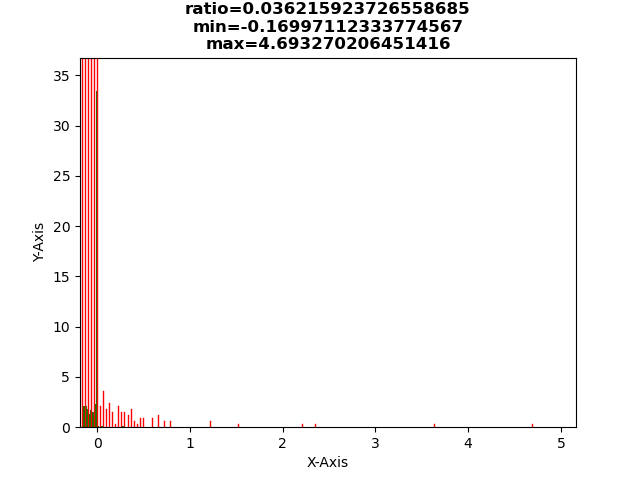 ratio=0.036215923726558685
min=-0.16997112333774567
max=4.693270206451416
35
30
25
20
15
10
5
0
Y-Axis
0 1 2 3 4 5
X-Axis